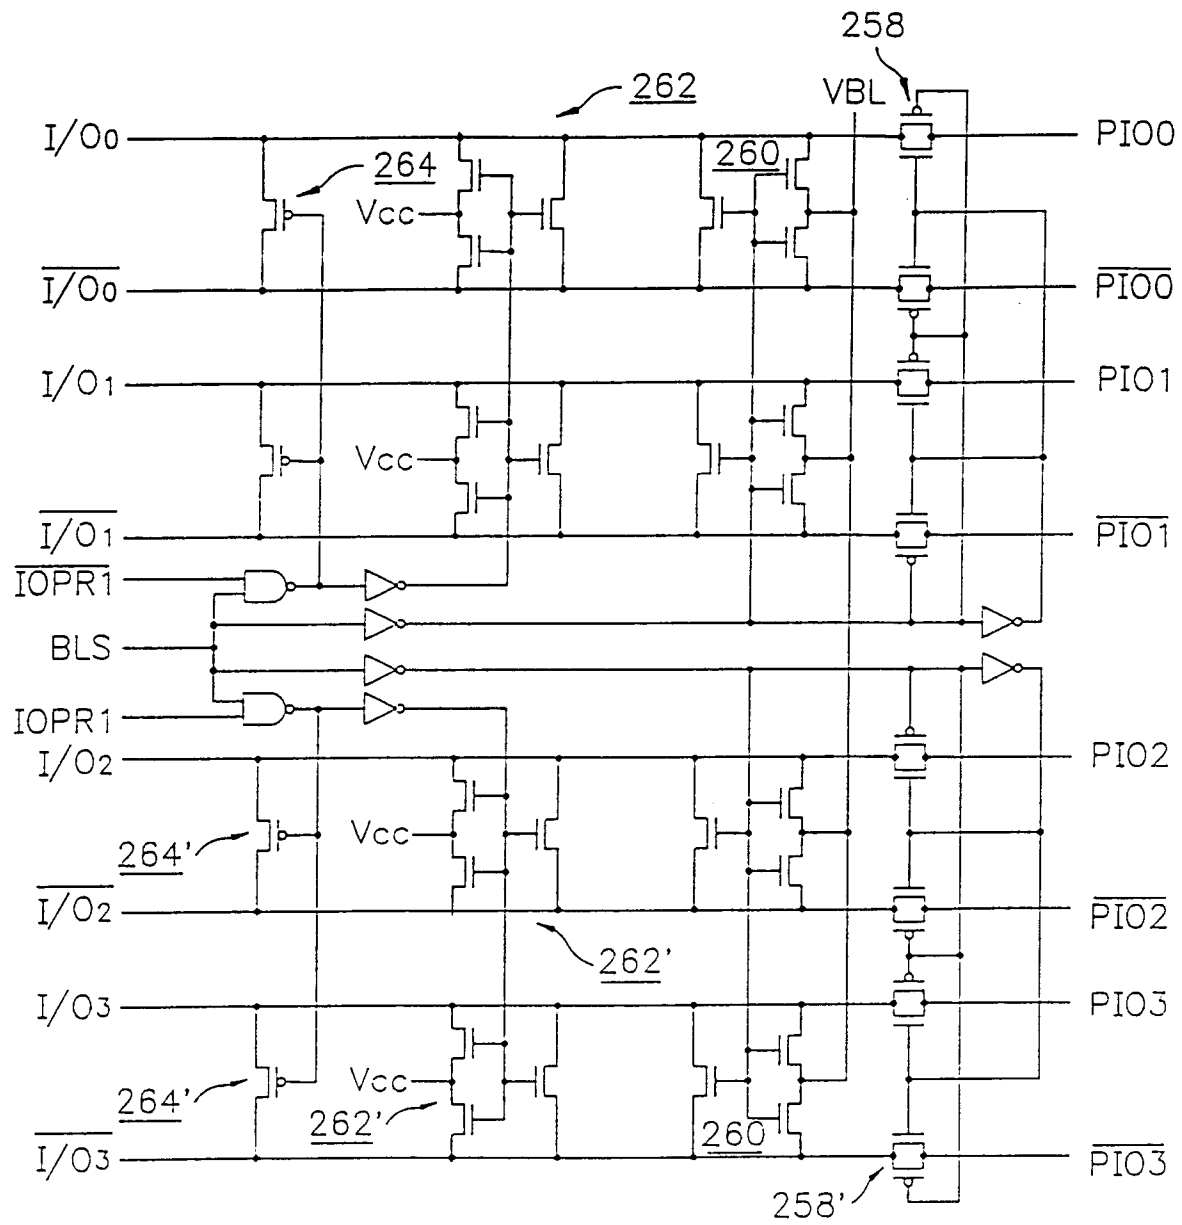 258
262
VBL
I/O0
PIO0
264
260
Vcc
I/O0
PIO0
I/O1
PIO1
Vcc
I/O1
PIO1
IOPR1
BLS
IOPR1
I/O2
PIO2
Vcc
264'
I/O2
PIO2
262'
I/O3
PIO3
Vcc
264'
262'
260
I/O3
PIO3
258'